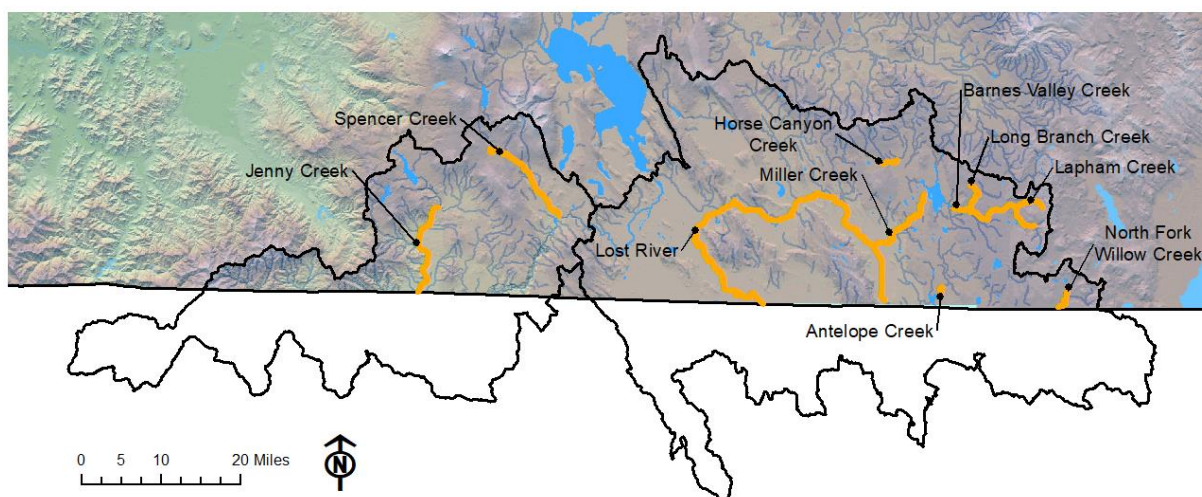 Barnes Valley Creek
Spencer Creek
Horse Canyon
Creek
Long Branch Creek
Jenny Creek
Miller Creek
Lapham Creek
Lost River
North Fork
Willow Creek
Antelope Creek
0 5 10 20 Miles
N